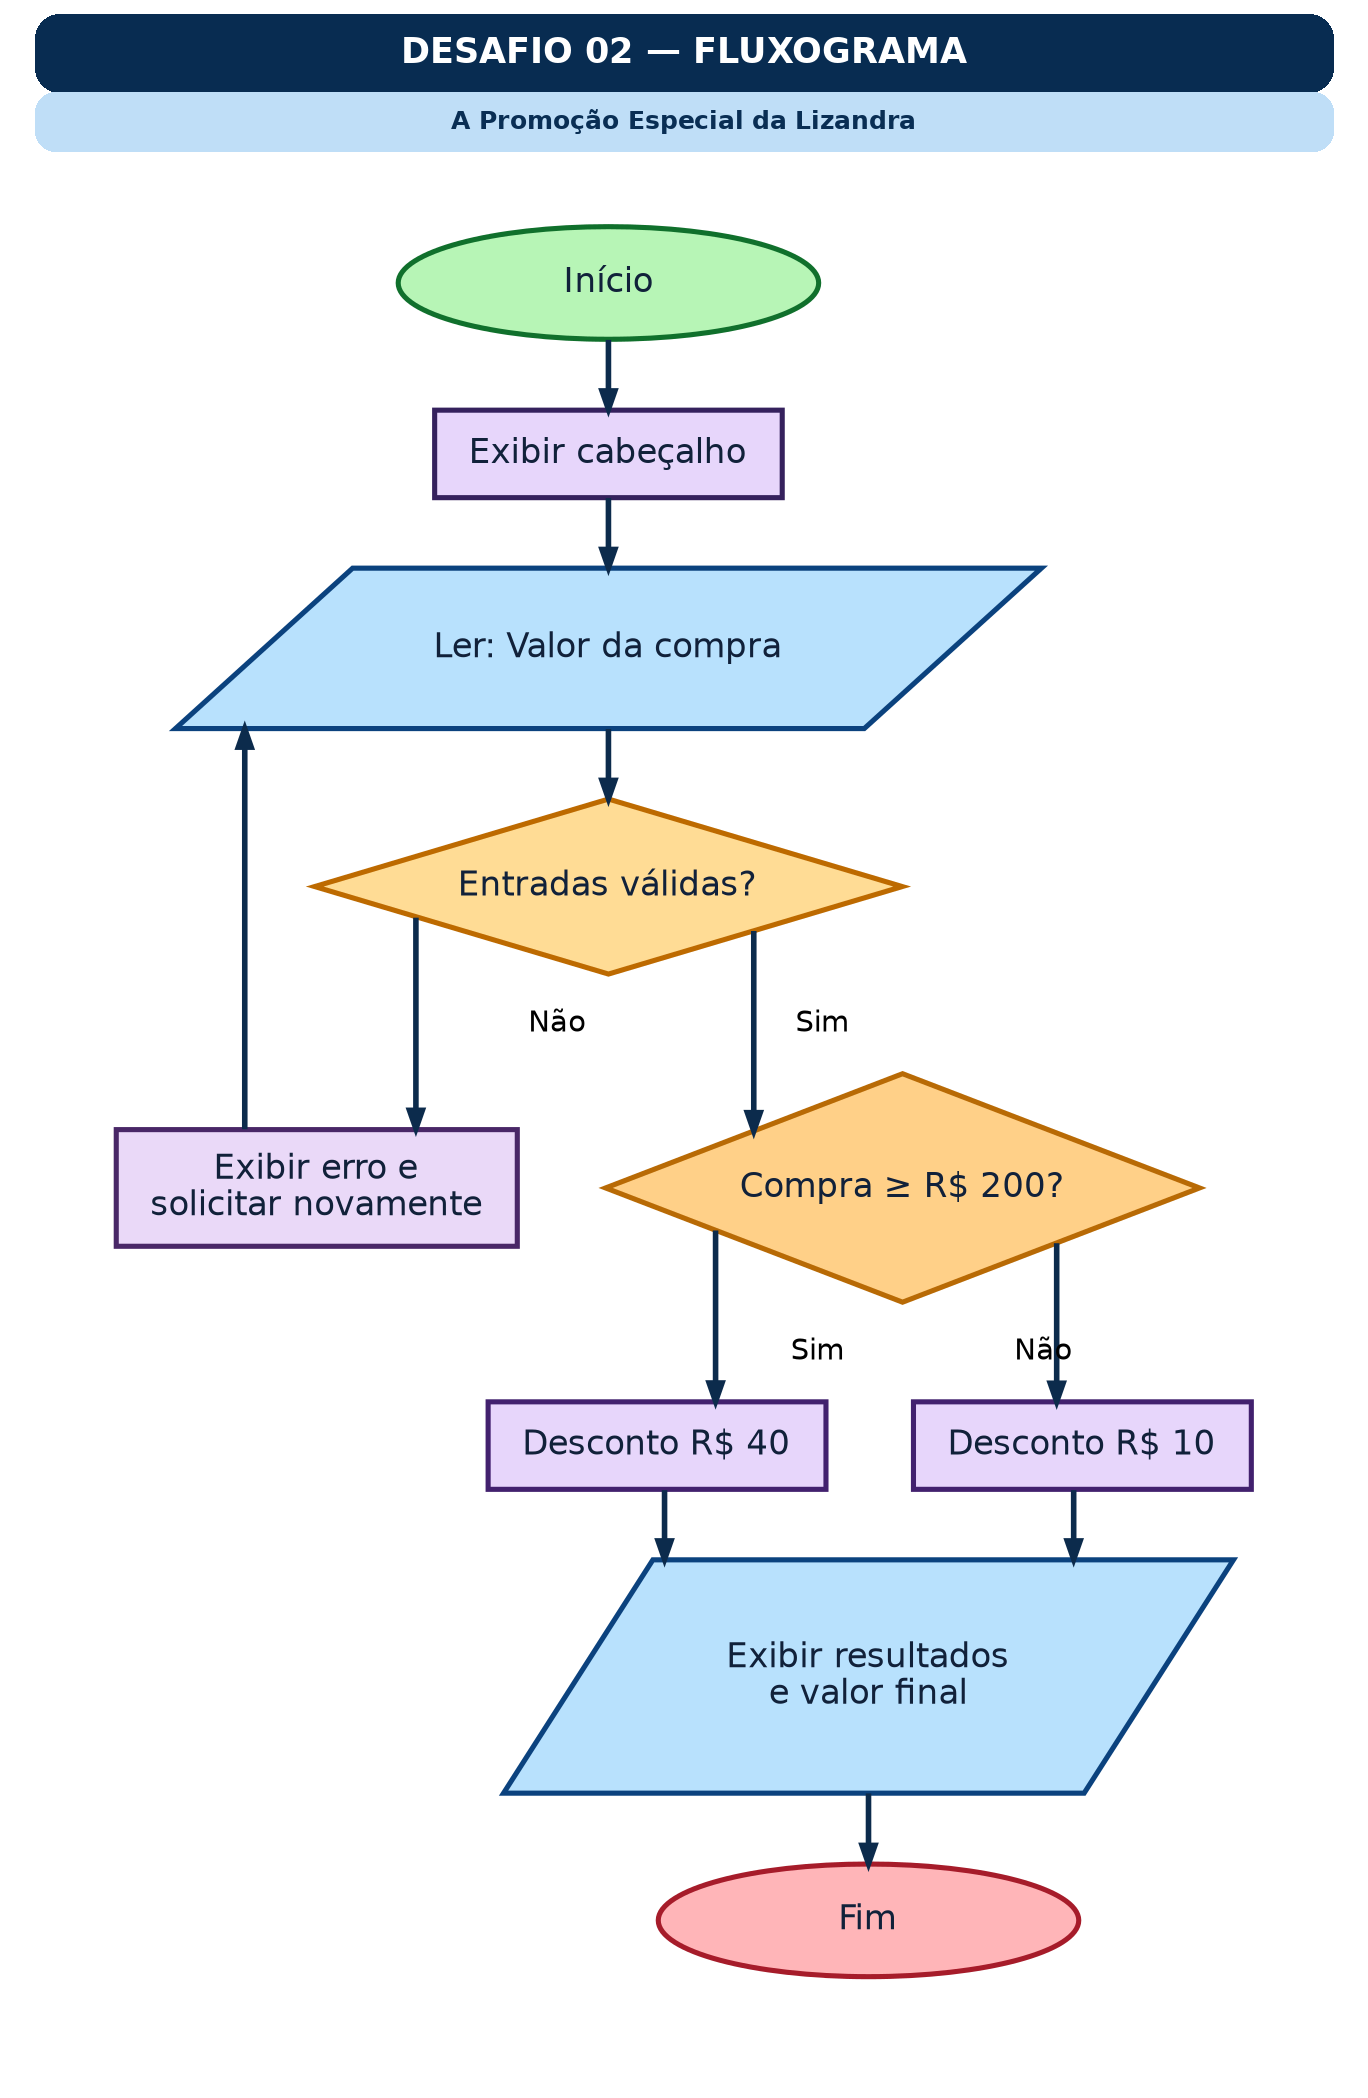 DESAFIO 02 — FLUXOGRAMA
A Promoção Especial da Lizandra
Início
Exibir cabeçalho
Ler: Valor da compra
Entradas válidas?
Não
Sim
Exibir erro e
solicitar novamente
Compra ≥ R$ 200?
Sim
Não
Desconto R$ 40
Desconto R$ 10
Exibir resultados
e valor final
Fim